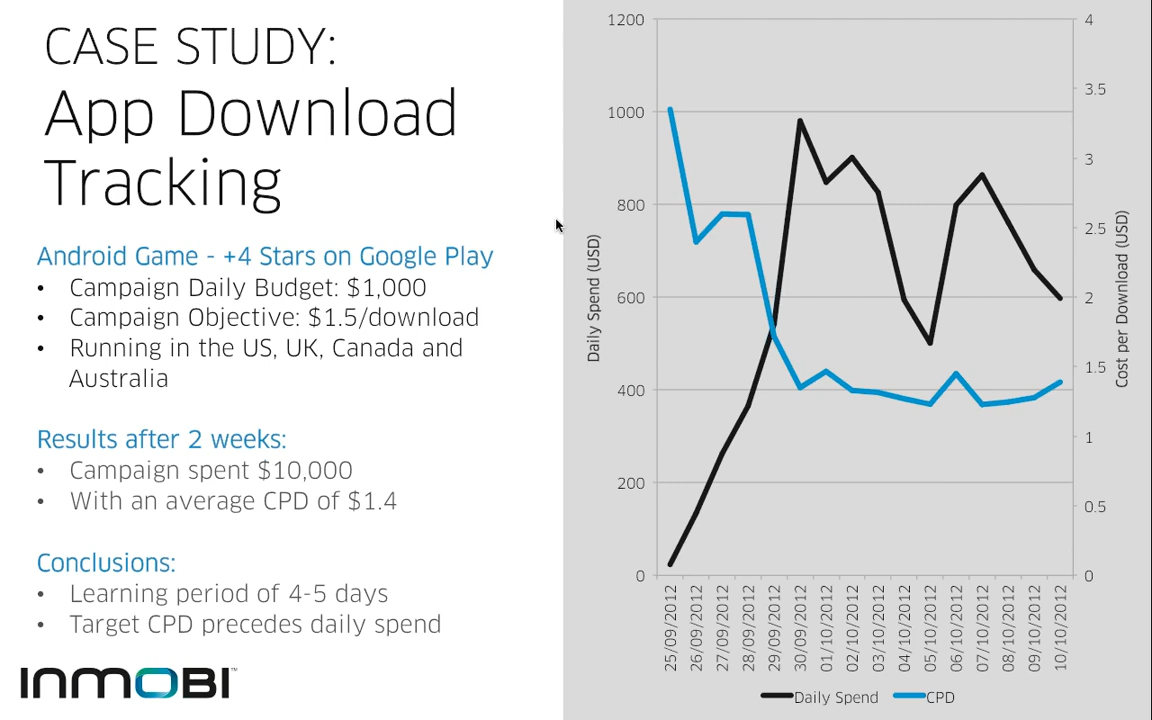 CASE STUDY:
App Download
Tracking
Android Game - +4 Stars on Google Play
• Campaign Daily Budget: $1,000
• Campaign Objective: $1.5/download
• Running in the US, UK, Canada and
Australia
Results after 2 weeks:
• Campaign spent $10,000
• With an average CPD of $1.4
Conclusions:
• Learning period of 4-5 days
• Target CPD precedes daily spend
INMOBI™
Daily Spend (USD)
1200
1000
800
600
400
200
0
4
3.5
3
2.5
2
1.5
1
0.5
0
Cost per Download (USD)
25/09/2012
26/09/2012
27/09/2012
28/09/2012
29/09/2012
30/09/2012
01/10/2012
02/10/2012
03/10/2012
04/10/2012
05/10/2012
06/10/2012
07/10/2012
08/10/2012
09/10/2012
10/10/2012
Daily Spend
CPD